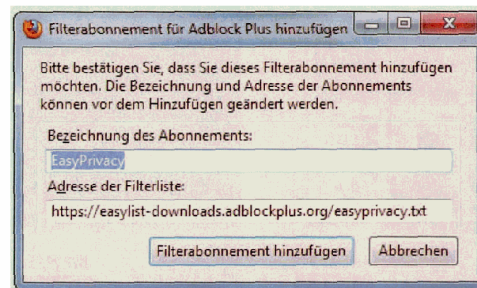 Filterabonnement für Adblock Plus hinzufügen
Bitte bestätigen Sie, dass Sie dieses Filterabonnement hinzufügen
möchten. Die Bezeichnung und Adresse der Abonnements
können vor dem Hinzufügen geändert werden.
Bezeichnung des Abonnements:
EasyPrivacy
Adresse der Filterliste:
https://easylist-downloads.adblockplus.org/easyprivacy.txt
Filterabonnement hinzufügen Abbrechen